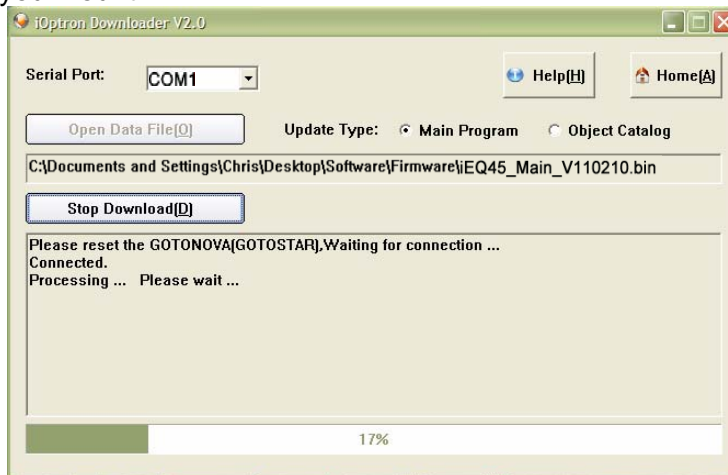 iOptron Downloader V2.0
Serial Port: COM1 Help(H) Home(A)
Open Data File(O) Update Type: Main Program Object Catalog
C:\Documents and Settings\Chris\Desktop\Software\Firmware\iEQ45_Main_V110210.bin
Stop Download(D)
Please reset the GOTONOVA(GOTOSTAR),Waiting for connection ...
Connected.
Processing ... Please wait ...
17%